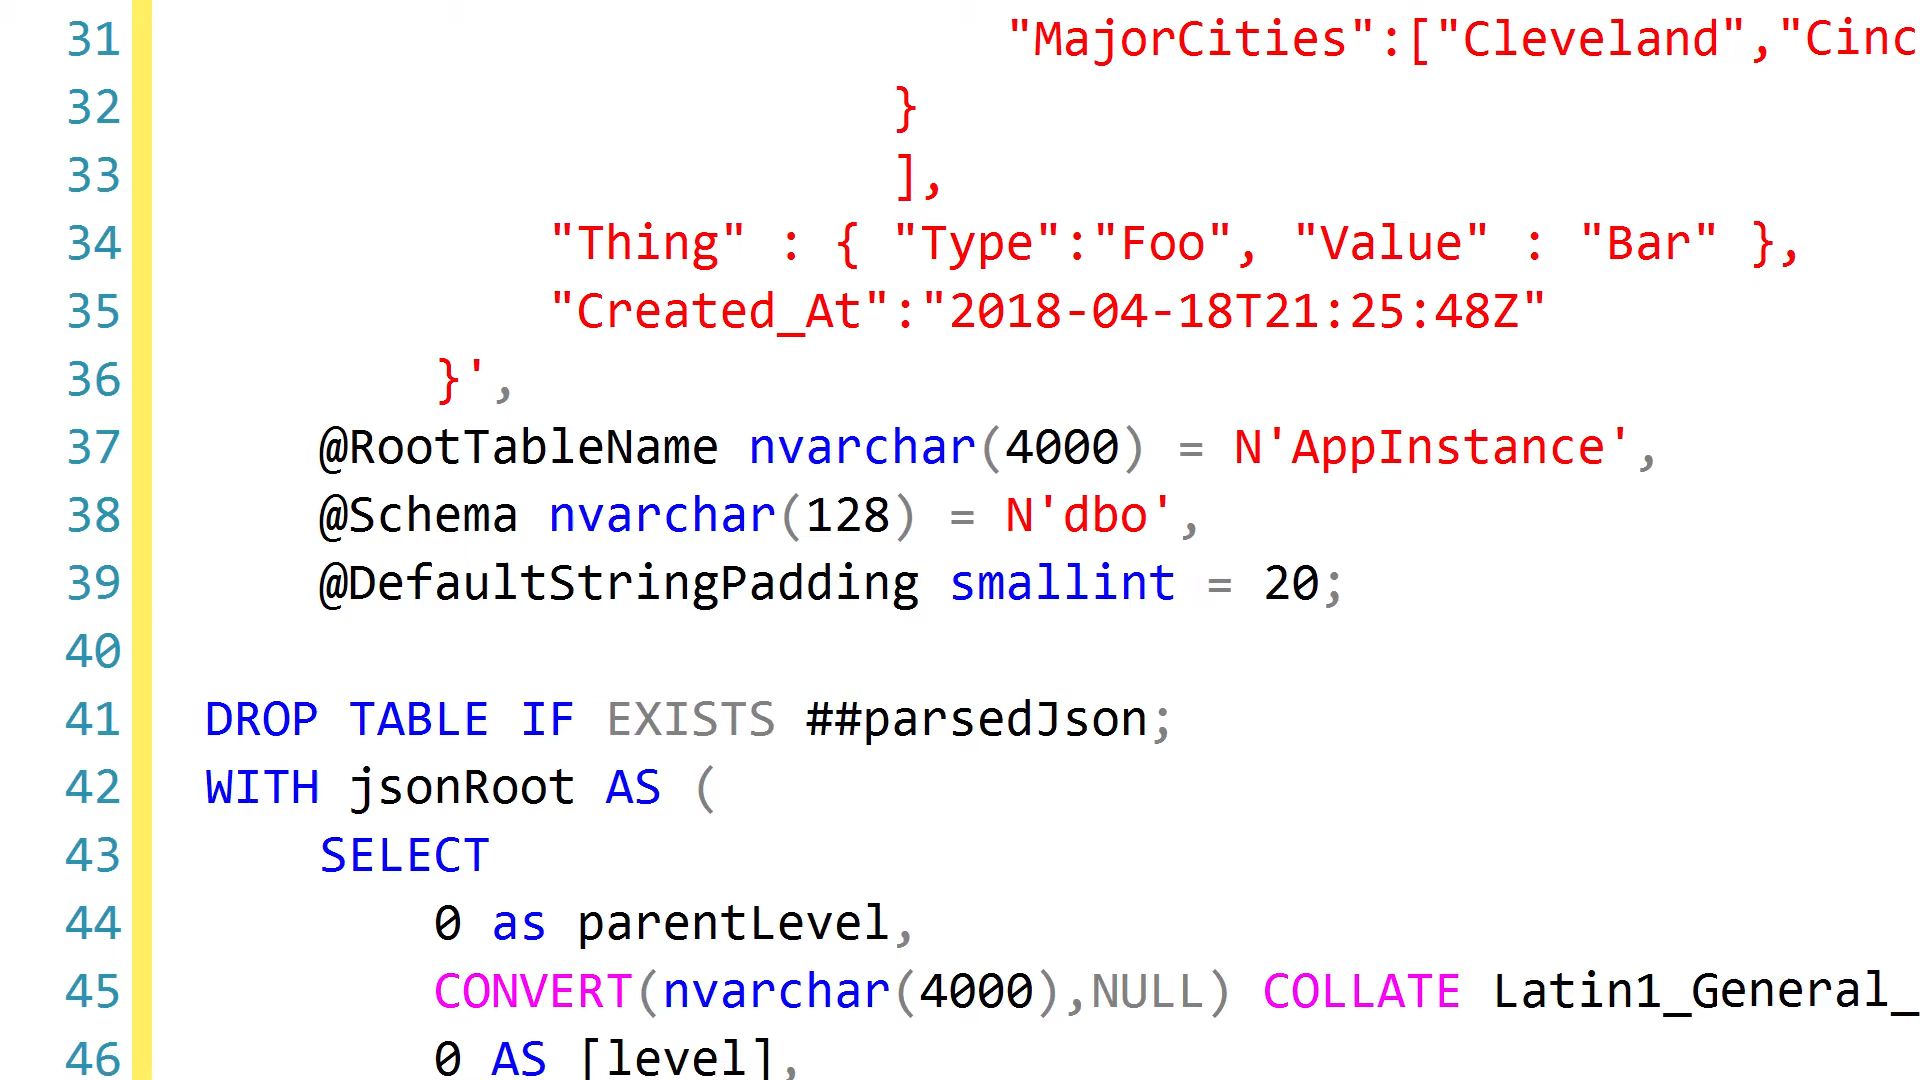 31 "MajorCities":["Cleveland","Cinc
32 }
33 ],
34 "Thing" : { "Type":"Foo", "Value" : "Bar" },
35 "Created_At":"2018-04-18T21:25:48Z"
36 }',
37 @RootTableName nvarchar(4000) = N'AppInstance',
38 @Schema nvarchar(128) = N'dbo',
39 @DefaultStringPadding smallint = 20;
40
41 DROP TABLE IF EXISTS ##parsedJson;
42 WITH jsonRoot AS (
43 SELECT
44 0 as parentLevel,
45 CONVERT(nvarchar(4000),NULL) COLLATE Latin1_General_
46 0 AS [level],